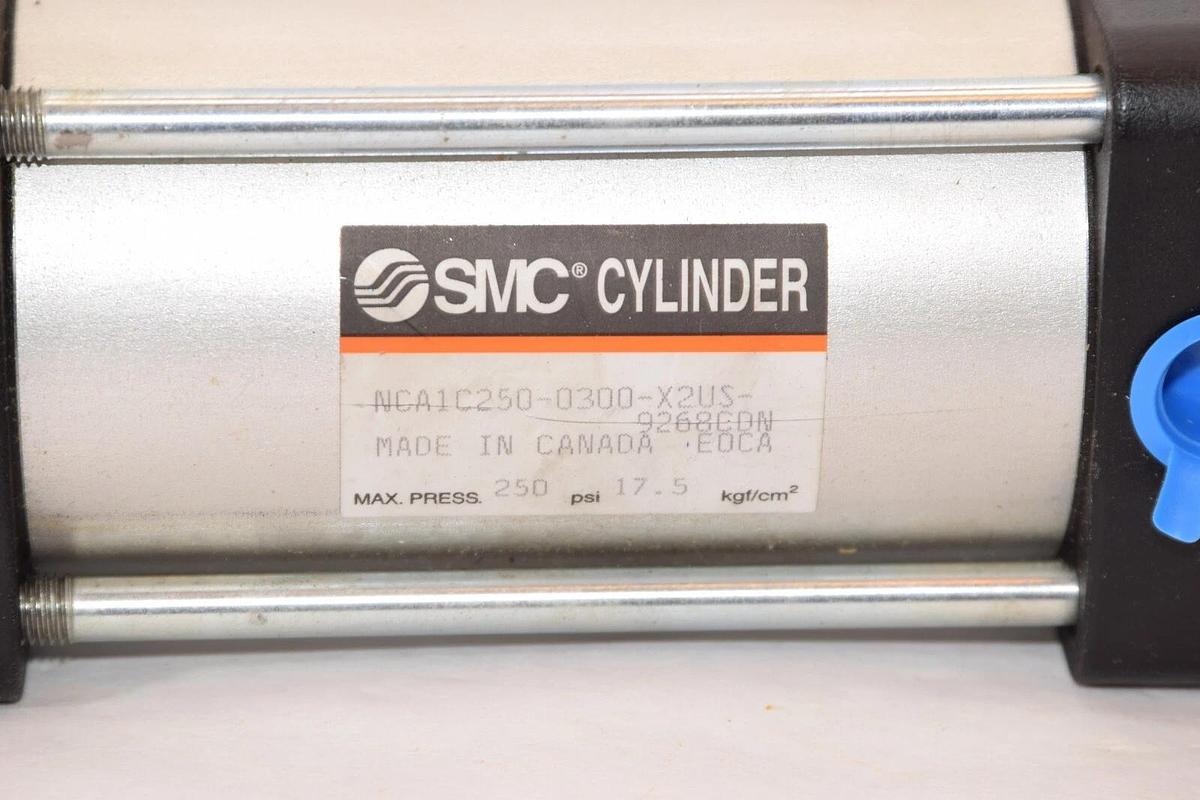 SMC® CYLINDER
NCA1C250-0300-X2US-
9268CDN
MADE IN CANADA EOCA
MAX. PRESS. 250 psi 17.5 kgf/cm²